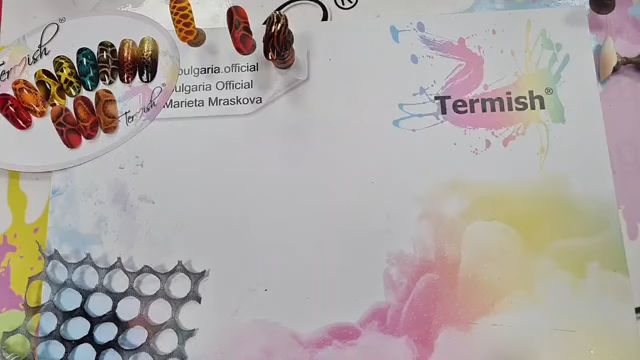 Termish®
bulgaria.official
Bulgaria Official
Marieta Mraskova
Termish
®
Termish®